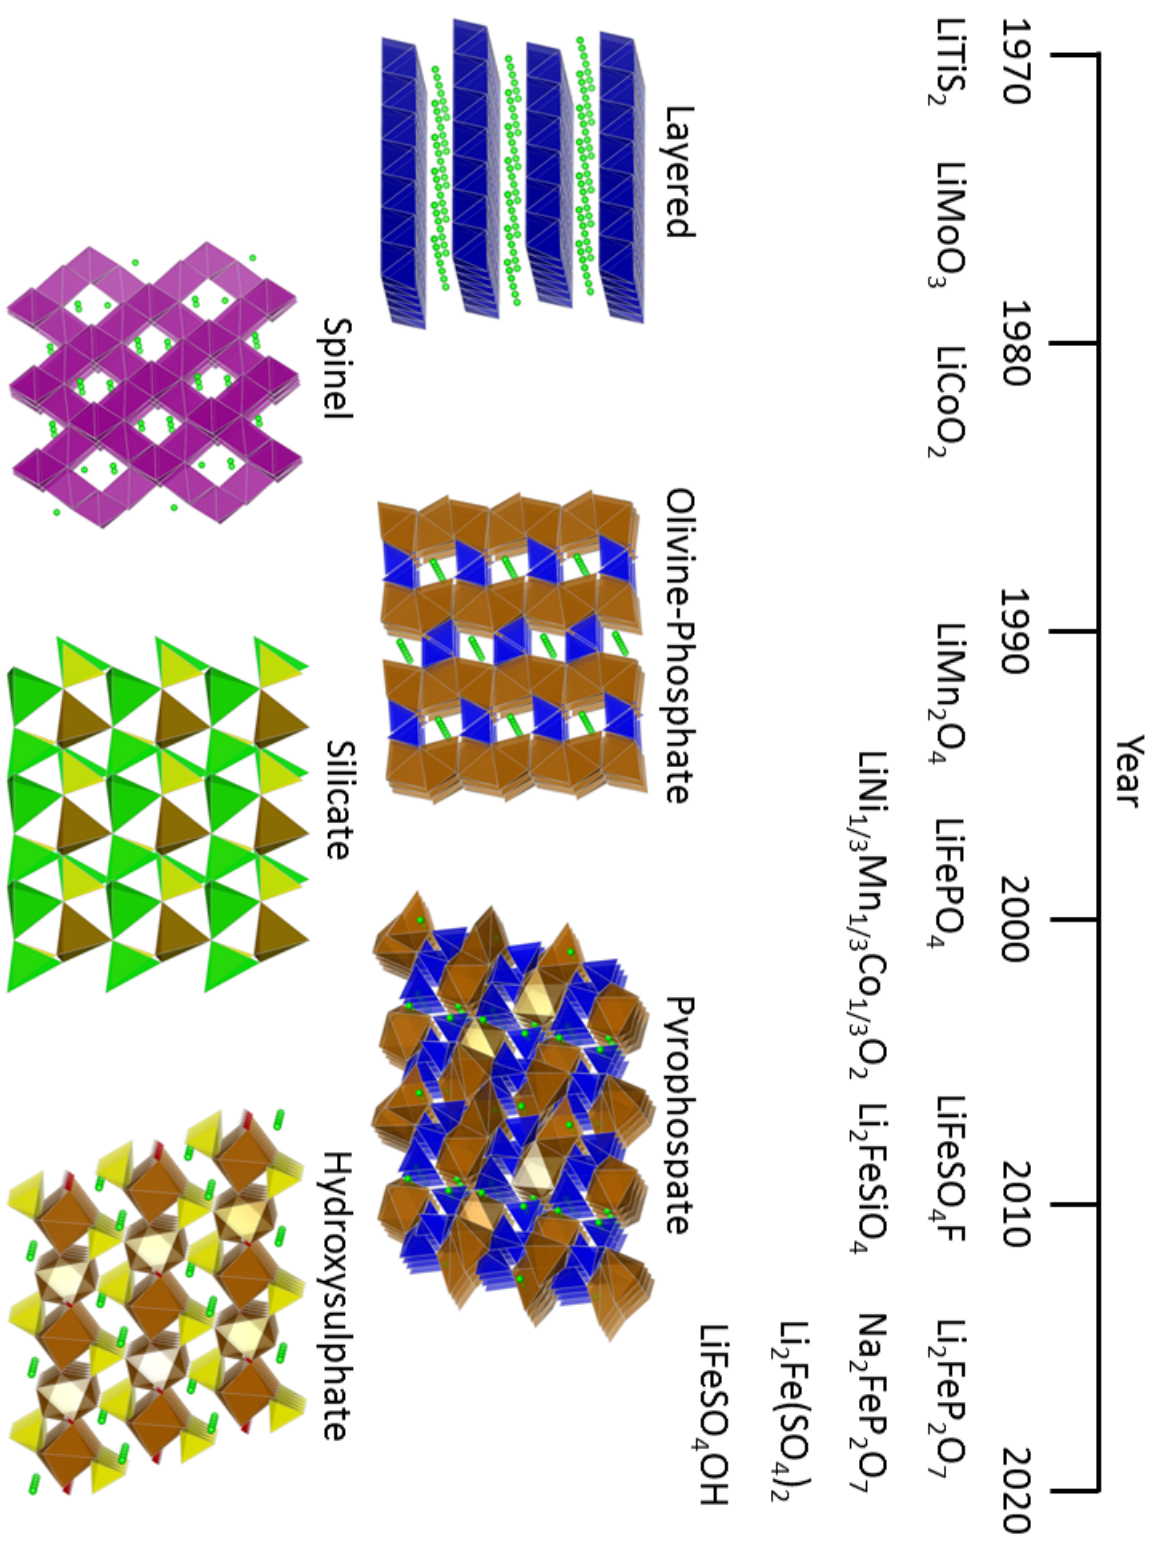 Year
1970 1980 1990 2000 2010 2020
LiTiS2 LiMoO3 LiCoO2 LiMn2O4 LiFePO4 LiFeSO4F Li2FeP2O7
LiNi1/3Mn1/3Co1/3O2 Li2FeSiO4 Na2FeP2O7
Li2Fe(SO4)2
LiFeSO4OH
Layered Olivine-Phosphate Pyrophospate
Spinel Silicate Hydroxysulphate